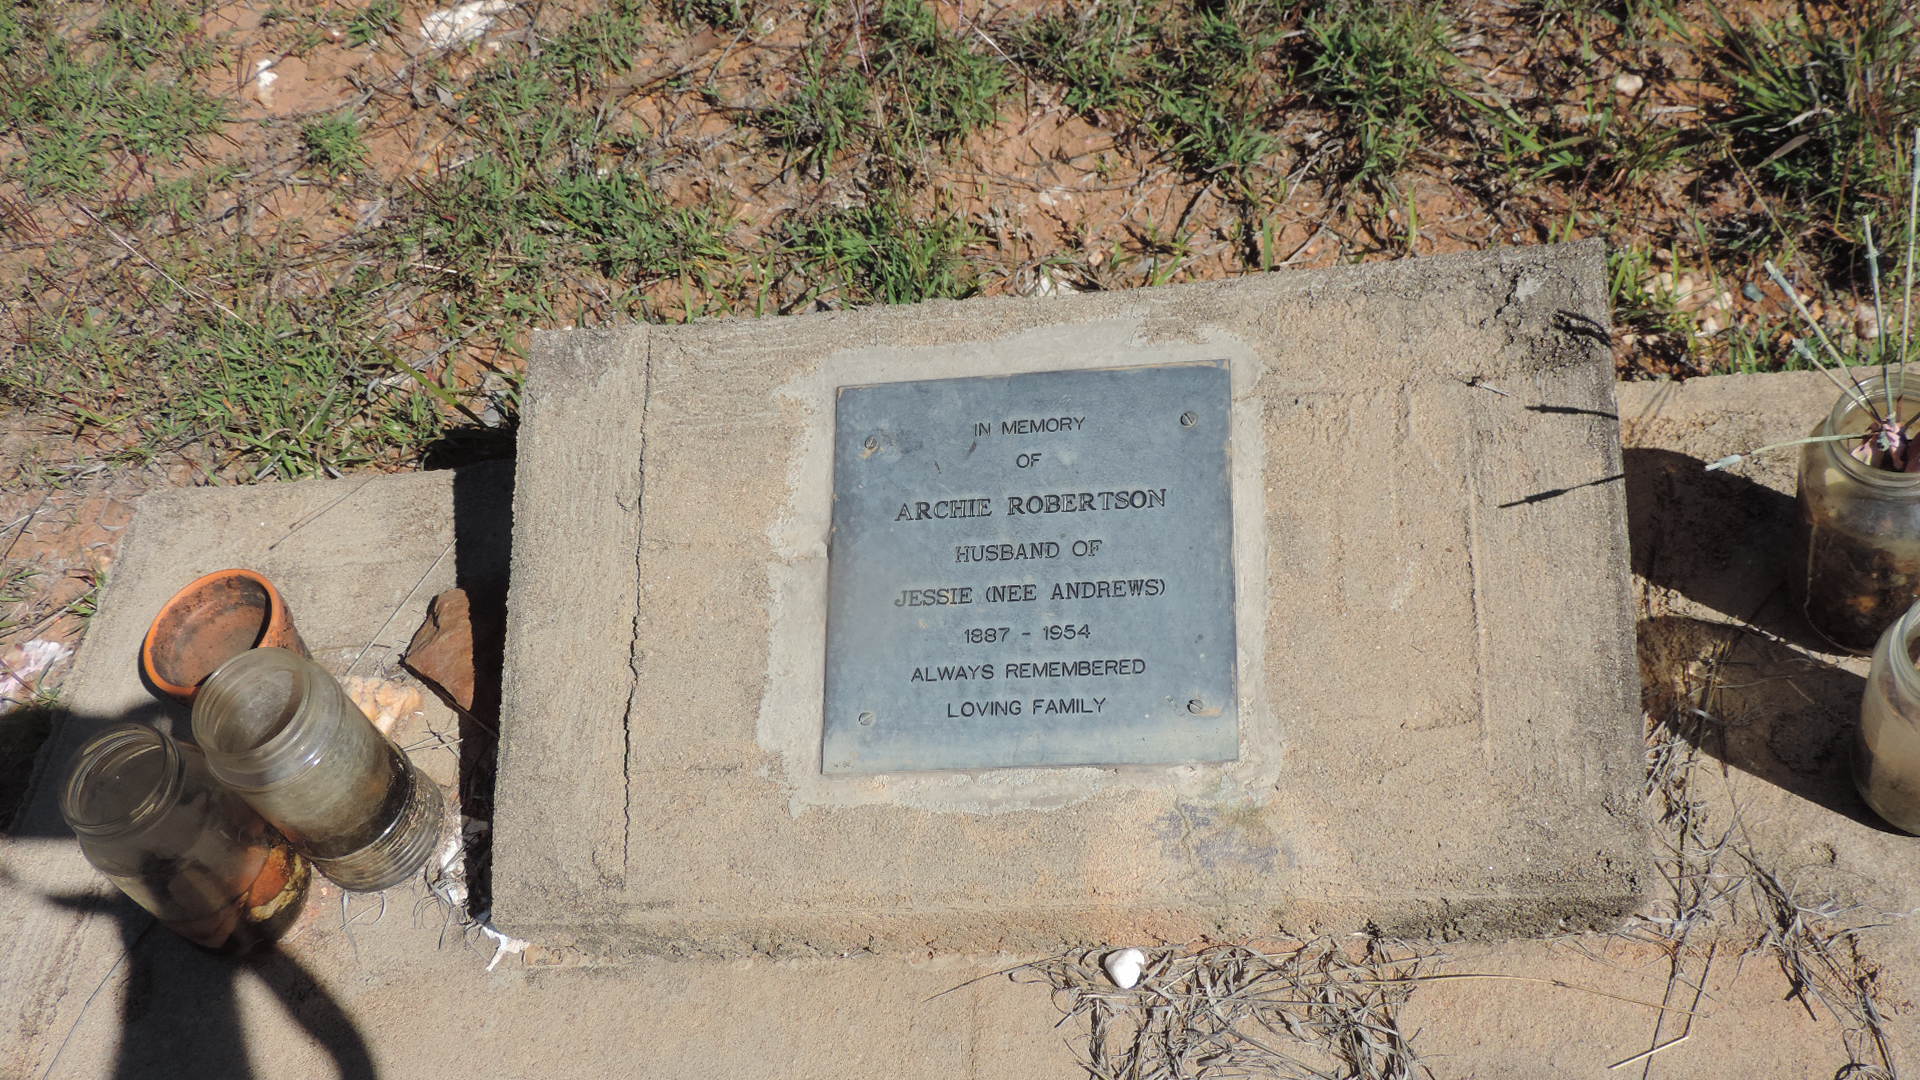 IN MEMORY
OF
ARCHIE ROBERTSON
HUSBAND OF
JESSIE (NEE ANDREWS)
1887 - 1954
ALWAYS REMEMBERED
LOVING FAMILY